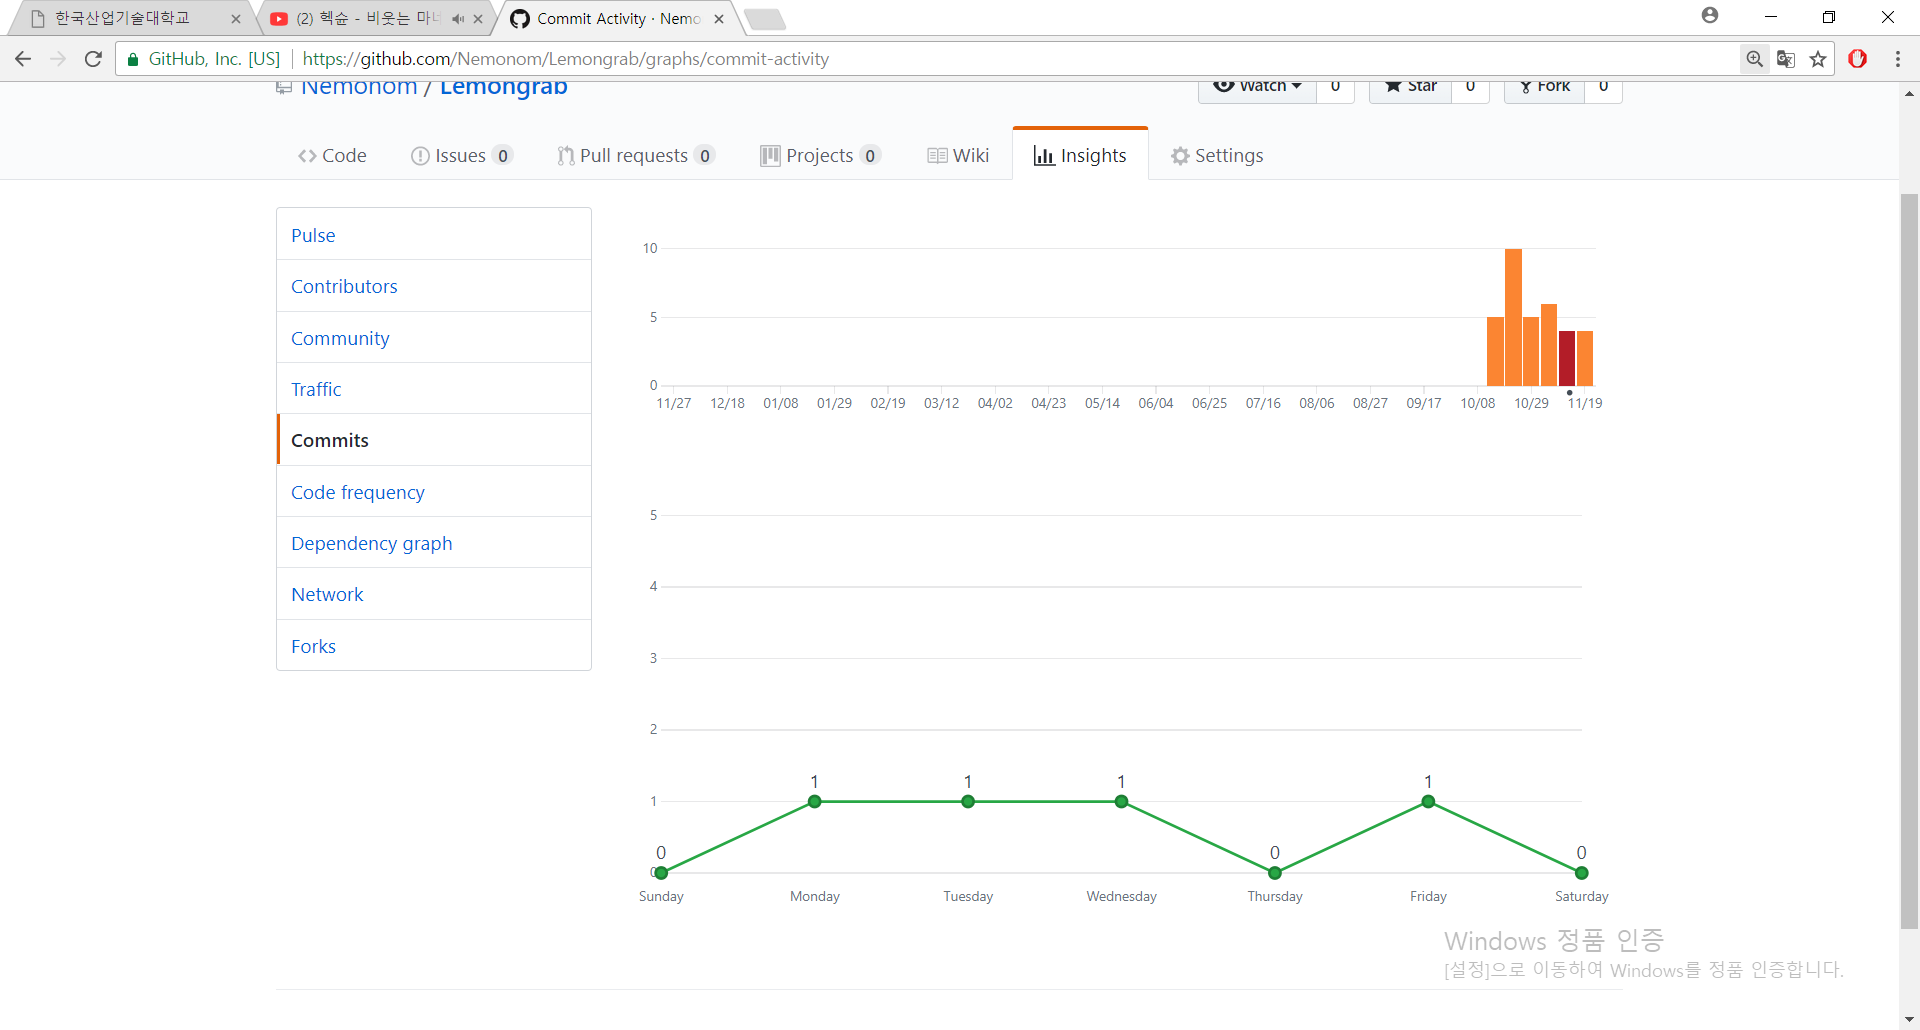 한국산업기술대학교
(2) 헥슌 - 비웃는 마녀
Commit Activity · Nemo
GitHub, Inc. [US] https://github.com/Nemonom/Lemongrab/graphs/commit-activity
Nemonom / Lemongrab
Watch 0 Star 0 Fork 0
Code Issues 0 Pull requests 0 Projects 0 Wiki Insights Settings
Pulse
Contributors
Community
Traffic
Commits
Code frequency
Dependency graph
Network
Forks
10
5
0
11/27 12/18 01/08 01/29 02/19 03/12 04/02 04/23 05/14 06/04 06/25 07/16 08/06 08/27 09/17 10/08 10/29 11/19
5
4
3
2
1 1 1 1
1
0 0 0
0
Sunday Monday Tuesday Wednesday Thursday Friday Saturday
Windows 정품 인증
[설정]으로 이동하여 Windows를 정품 인증합니다.